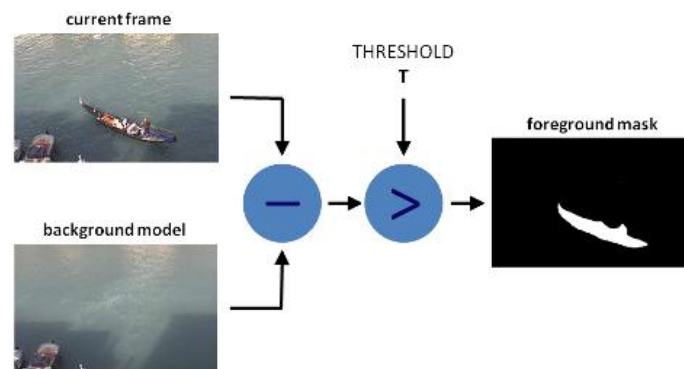 current frame
THRESHOLD
T
foreground mask
−
>
background model